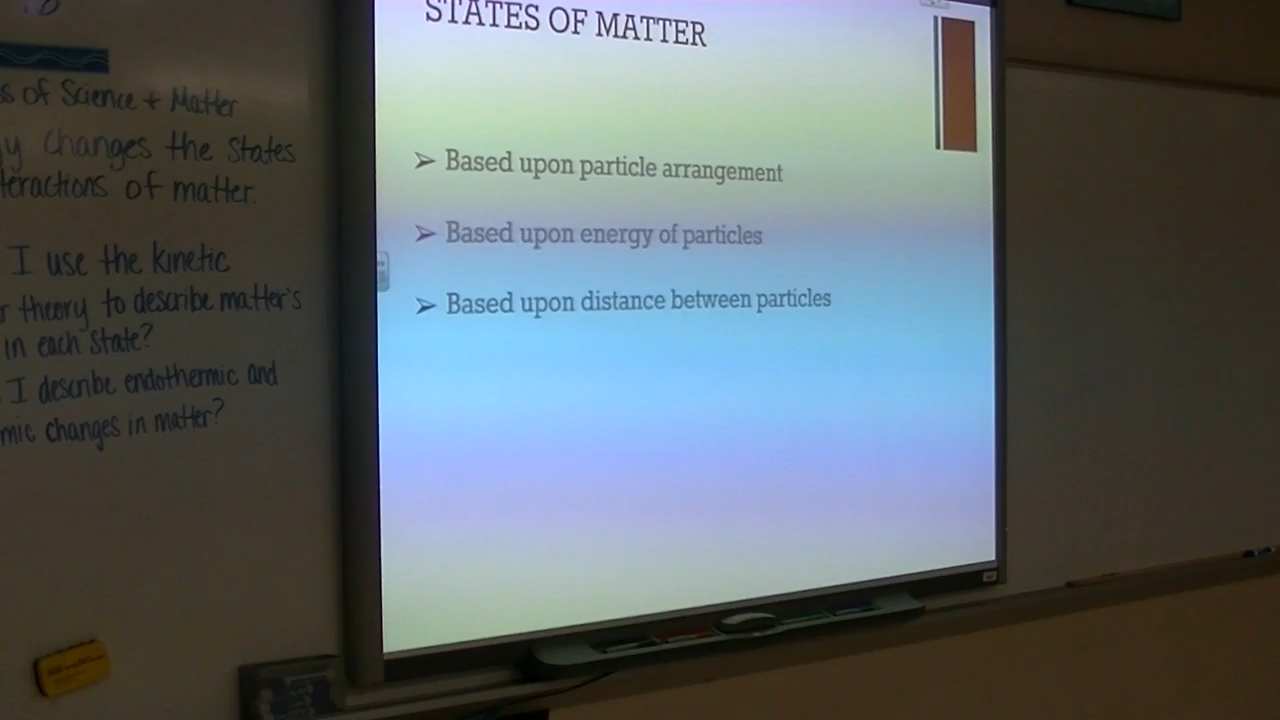 of Science + Matter
changes the states
of matter.
I use the kinetic
theory to describe matter's
in each state?
I describe endothermic and
changes in matter?
STATES OF MATTER
➢ Based upon particle arrangement
➢ Based upon energy of particles
➢ Based upon distance between particles